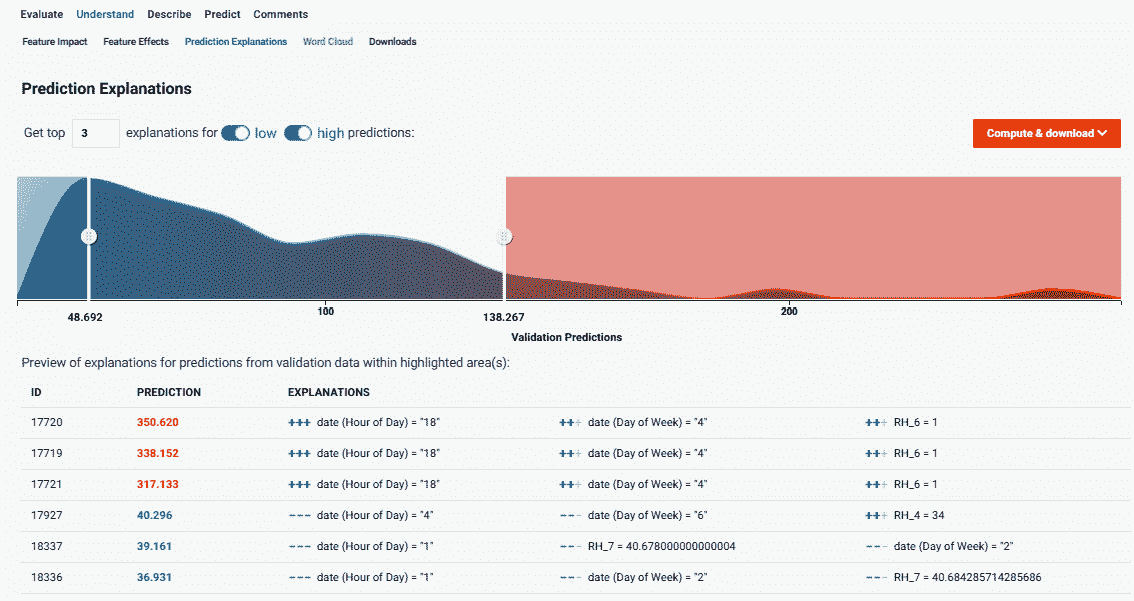 Evaluate Understand Describe Predict Comments
Feature Impact Feature Effects Prediction Explanations Word Cloud Downloads
Prediction Explanations
Get top 3 explanations for low high predictions:
Compute & download
48.692 100 138.267 200
Validation Predictions
Preview of explanations for predictions from validation data within highlighted area(s):
ID PREDICTION EXPLANATIONS
17720 350.620 +++ date (Hour of Day) = "18" +++ date (Day of Week) = "4" +++ RH_6 = 1
17719 338.152 +++ date (Hour of Day) = "18" +++ date (Day of Week) = "4" +++ RH_6 = 1
17721 317.133 +++ date (Hour of Day) = "18" +++ date (Day of Week) = "4" +++ RH_6 = 1
17927 40.296 --- date (Hour of Day) = "4" --- date (Day of Week) = "6" +++ RH_4 = 34
18337 39.161 --- date (Hour of Day) = "1" --- RH_7 = 40.678000000000004 --- date (Day of Week) = "2"
18336 36.931 --- date (Hour of Day) = "1" --- date (Day of Week) = "2" --- RH_7 = 40.684285714285686